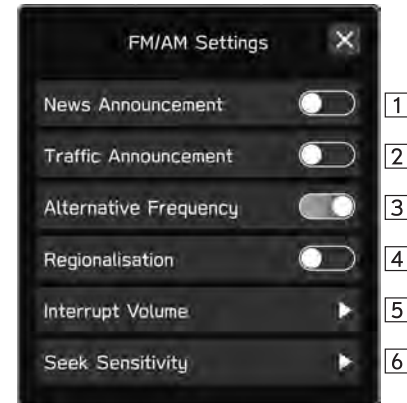 FM/AM Settings
News Announcement 1
Traffic Announcement 2
Alternative Frequency 3
Regionalisation 4
Interrupt Volume 5
Seek Sensitivity 6